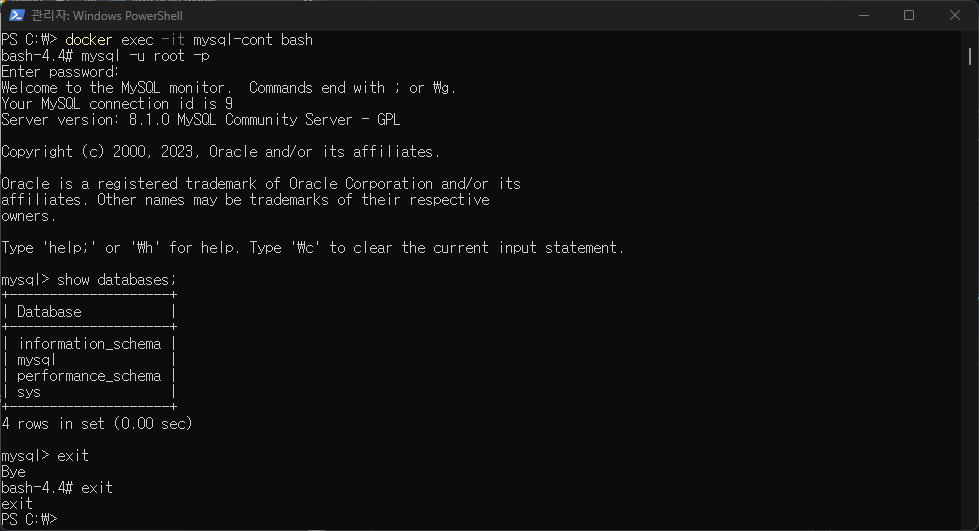 관리자: Windows PowerShell
PS C:₩> docker exec -it mysql-cont bash
bash-4.4# mysql -u root -p
Enter password:
Welcome to the MySQL monitor.  Commands end with ; or ₩g.
Your MySQL connection id is 9
Server version: 8.1.0 MySQL Community Server - GPL

Copyright (c) 2000, 2023, Oracle and/or its affiliates.

Oracle is a registered trademark of Oracle Corporation and/or its
affiliates. Other names may be trademarks of their respective
owners.

Type 'help;' or '₩h' for help. Type '₩c' to clear the current input statement.

mysql> show databases;
+--------------------+
| Database           |
+--------------------+
| information_schema |
| mysql              |
| performance_schema |
| sys                |
+--------------------+
4 rows in set (0.00 sec)

mysql> exit
Bye
bash-4.4# exit
exit
PS C:₩>